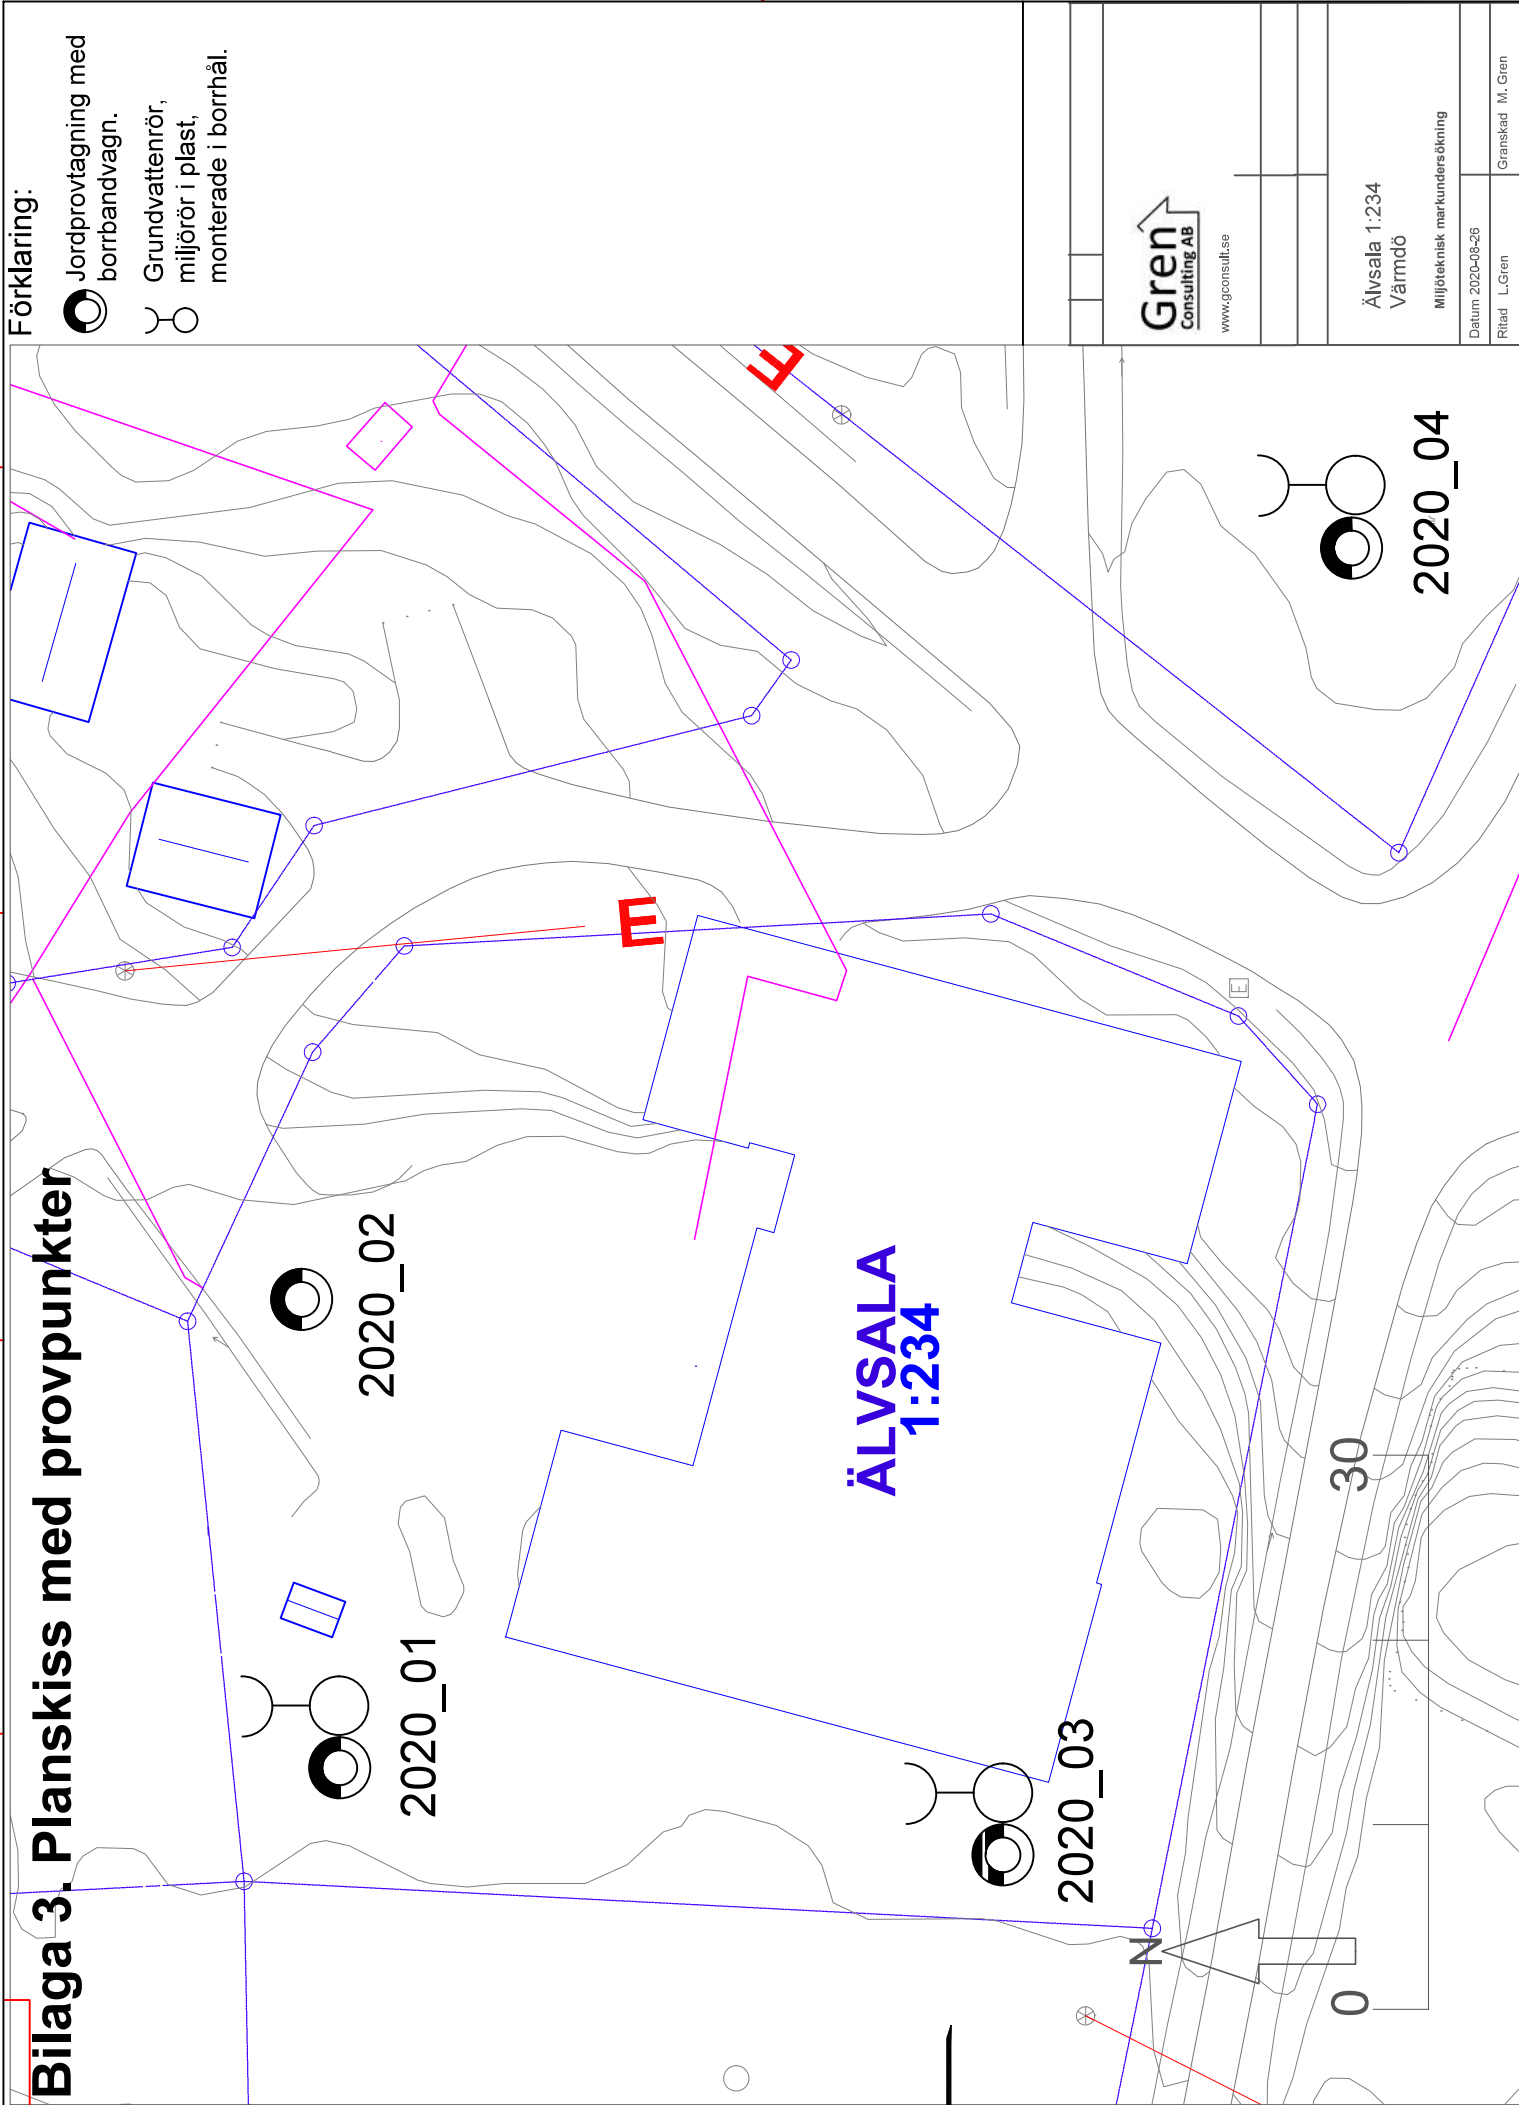 Bilaga 3. Planskiss med provpunkter
Förklaring:
Jordprovtagning med
borrbandvagn.
Grundvattenrör,
miljörör i plast,
monterade i borrhål.
2020_01
2020_02
E
E
ÄLVSALA
1:234
2020_03
2020_04
E
N
0
30
Gren
Consulting AB
www.gconsult.se
Älvsala 1:234
Värmdö
Miljöteknisk markundersökning
Datum 2020-08-26
Ritad L.Gren
Granskad M. Gren